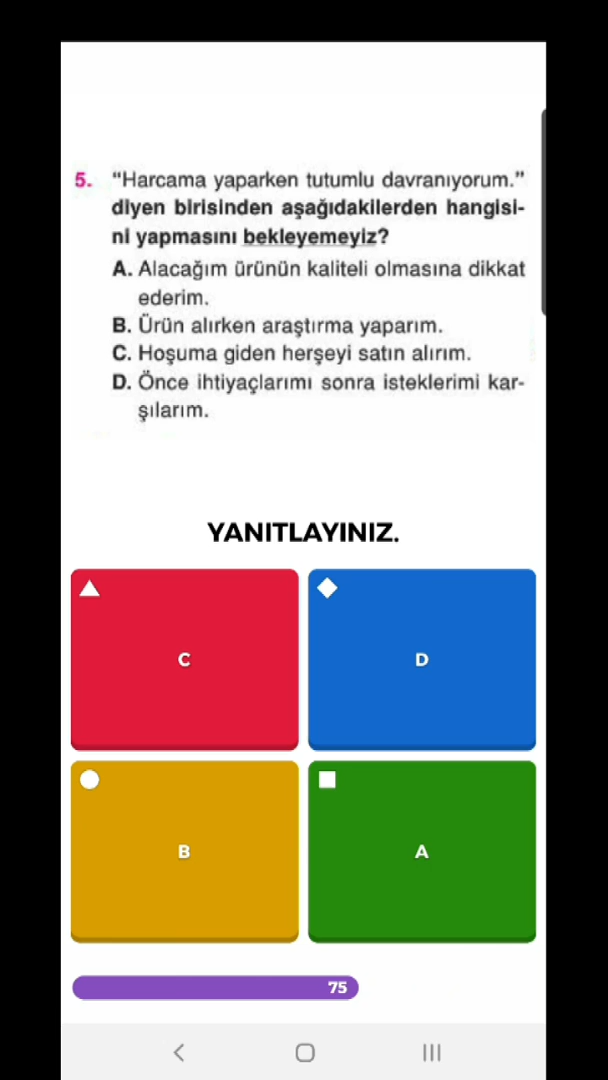 5. “Harcama yaparken tutumlu davranıyorum.”
diyen birisinden aşağıdakilerden hangisi-
ni yapmasını bekleyemeyiz?
A. Alacağım ürünün kaliteli olmasına dikkat
ederim.
B. Ürün alırken araştırma yaparım.
C. Hoşuma giden herşeyi satın alırım.
D. Önce ihtiyaçlarımı sonra isteklerimi kar-
şılarım.
YANITLAYINIZ.
C
D
B
A
75